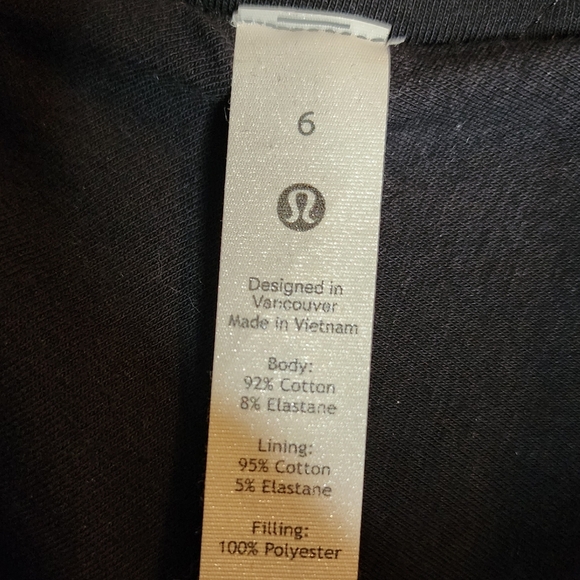 6
Designed in
Vancouver
Made in Vietnam
Body:
92% Cotton
8% Elastane
Lining:
95% Cotton
5% Elastane
Filling:
100% Polyester